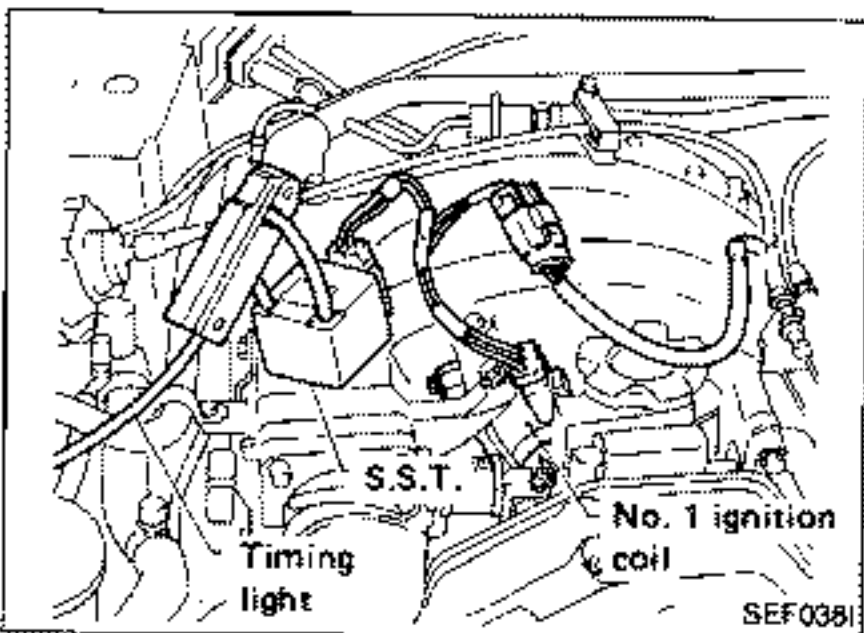 S.S.T.
No. 1 ignition
coil
Timing
light
SEF038I